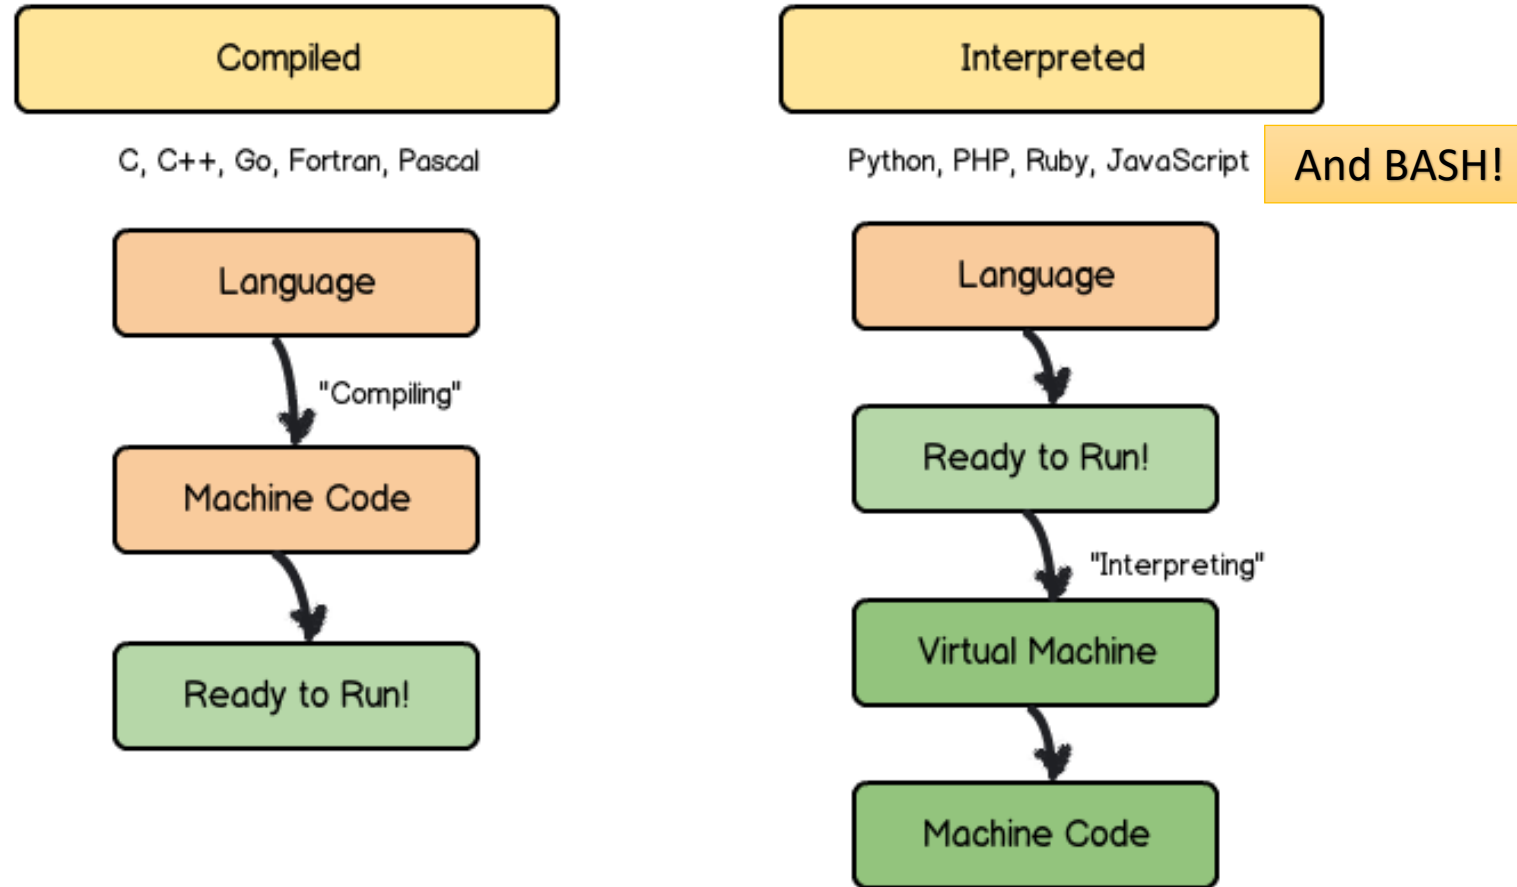 Compiled
C, C++, Go, Fortran, Pascal
Language
"Compiling"
Machine Code
Ready to Run!
Interpreted
Python, PHP, Ruby, JavaScript
And BASH!
Language
Ready to Run!
"Interpreting"
Virtual Machine
Machine Code